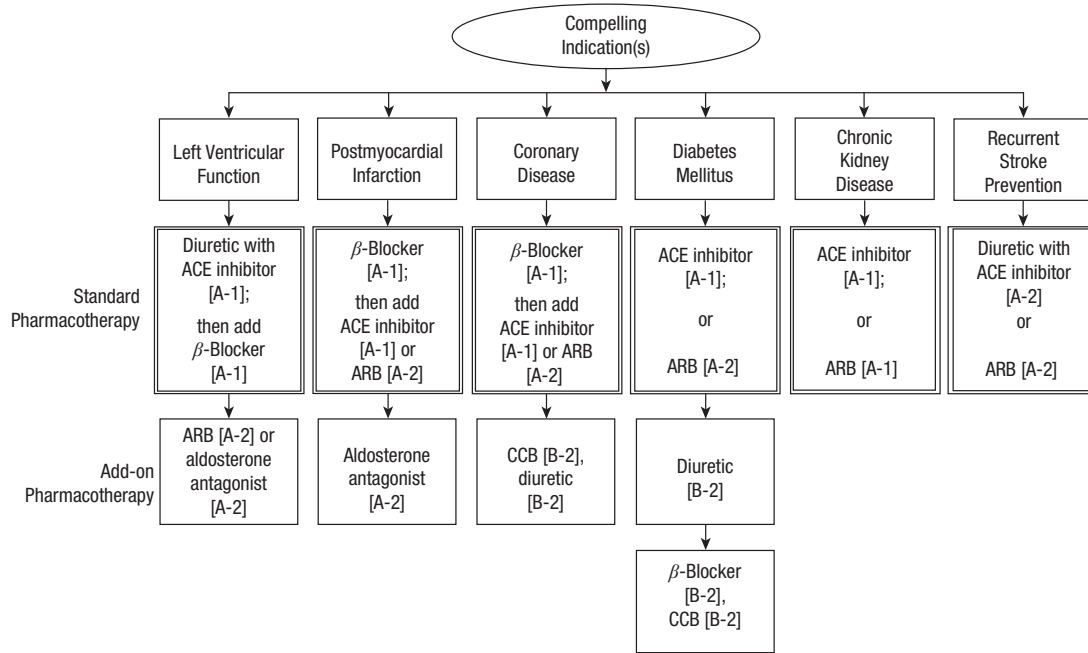 Compelling
Indication(s)
Left Ventricular
Function
Postmyocardial
Infarction
Coronary
Disease
Diabetes
Mellitus
Chronic
Kidney
Disease
Recurrent
Stroke
Prevention
Standard
Pharmacotherapy
Diuretic with
ACE inhibitor
[A-1];
then add
β-Blocker
[A-1]
β-Blocker
[A-1];
then add
ACE inhibitor
[A-1] or
ARB [A-2]
β-Blocker
[A-1];
then add
ACE inhibitor
[A-1] or ARB
[A-2]
ACE inhibitor
[A-1];
or
ARB [A-2]
ACE inhibitor
[A-1];
or
ARB [A-1]
Diuretic with
ACE inhibitor
[A-2]
or
ARB [A-2]
Add-on
Pharmacotherapy
ARB [A-2] or
aldosterone
antagonist
[A-2]
Aldosterone
antagonist
[A-2]
CCB [B-2],
diuretic
[B-2]
Diuretic
[B-2]
β-Blocker
[B-2],
CCB [B-2]